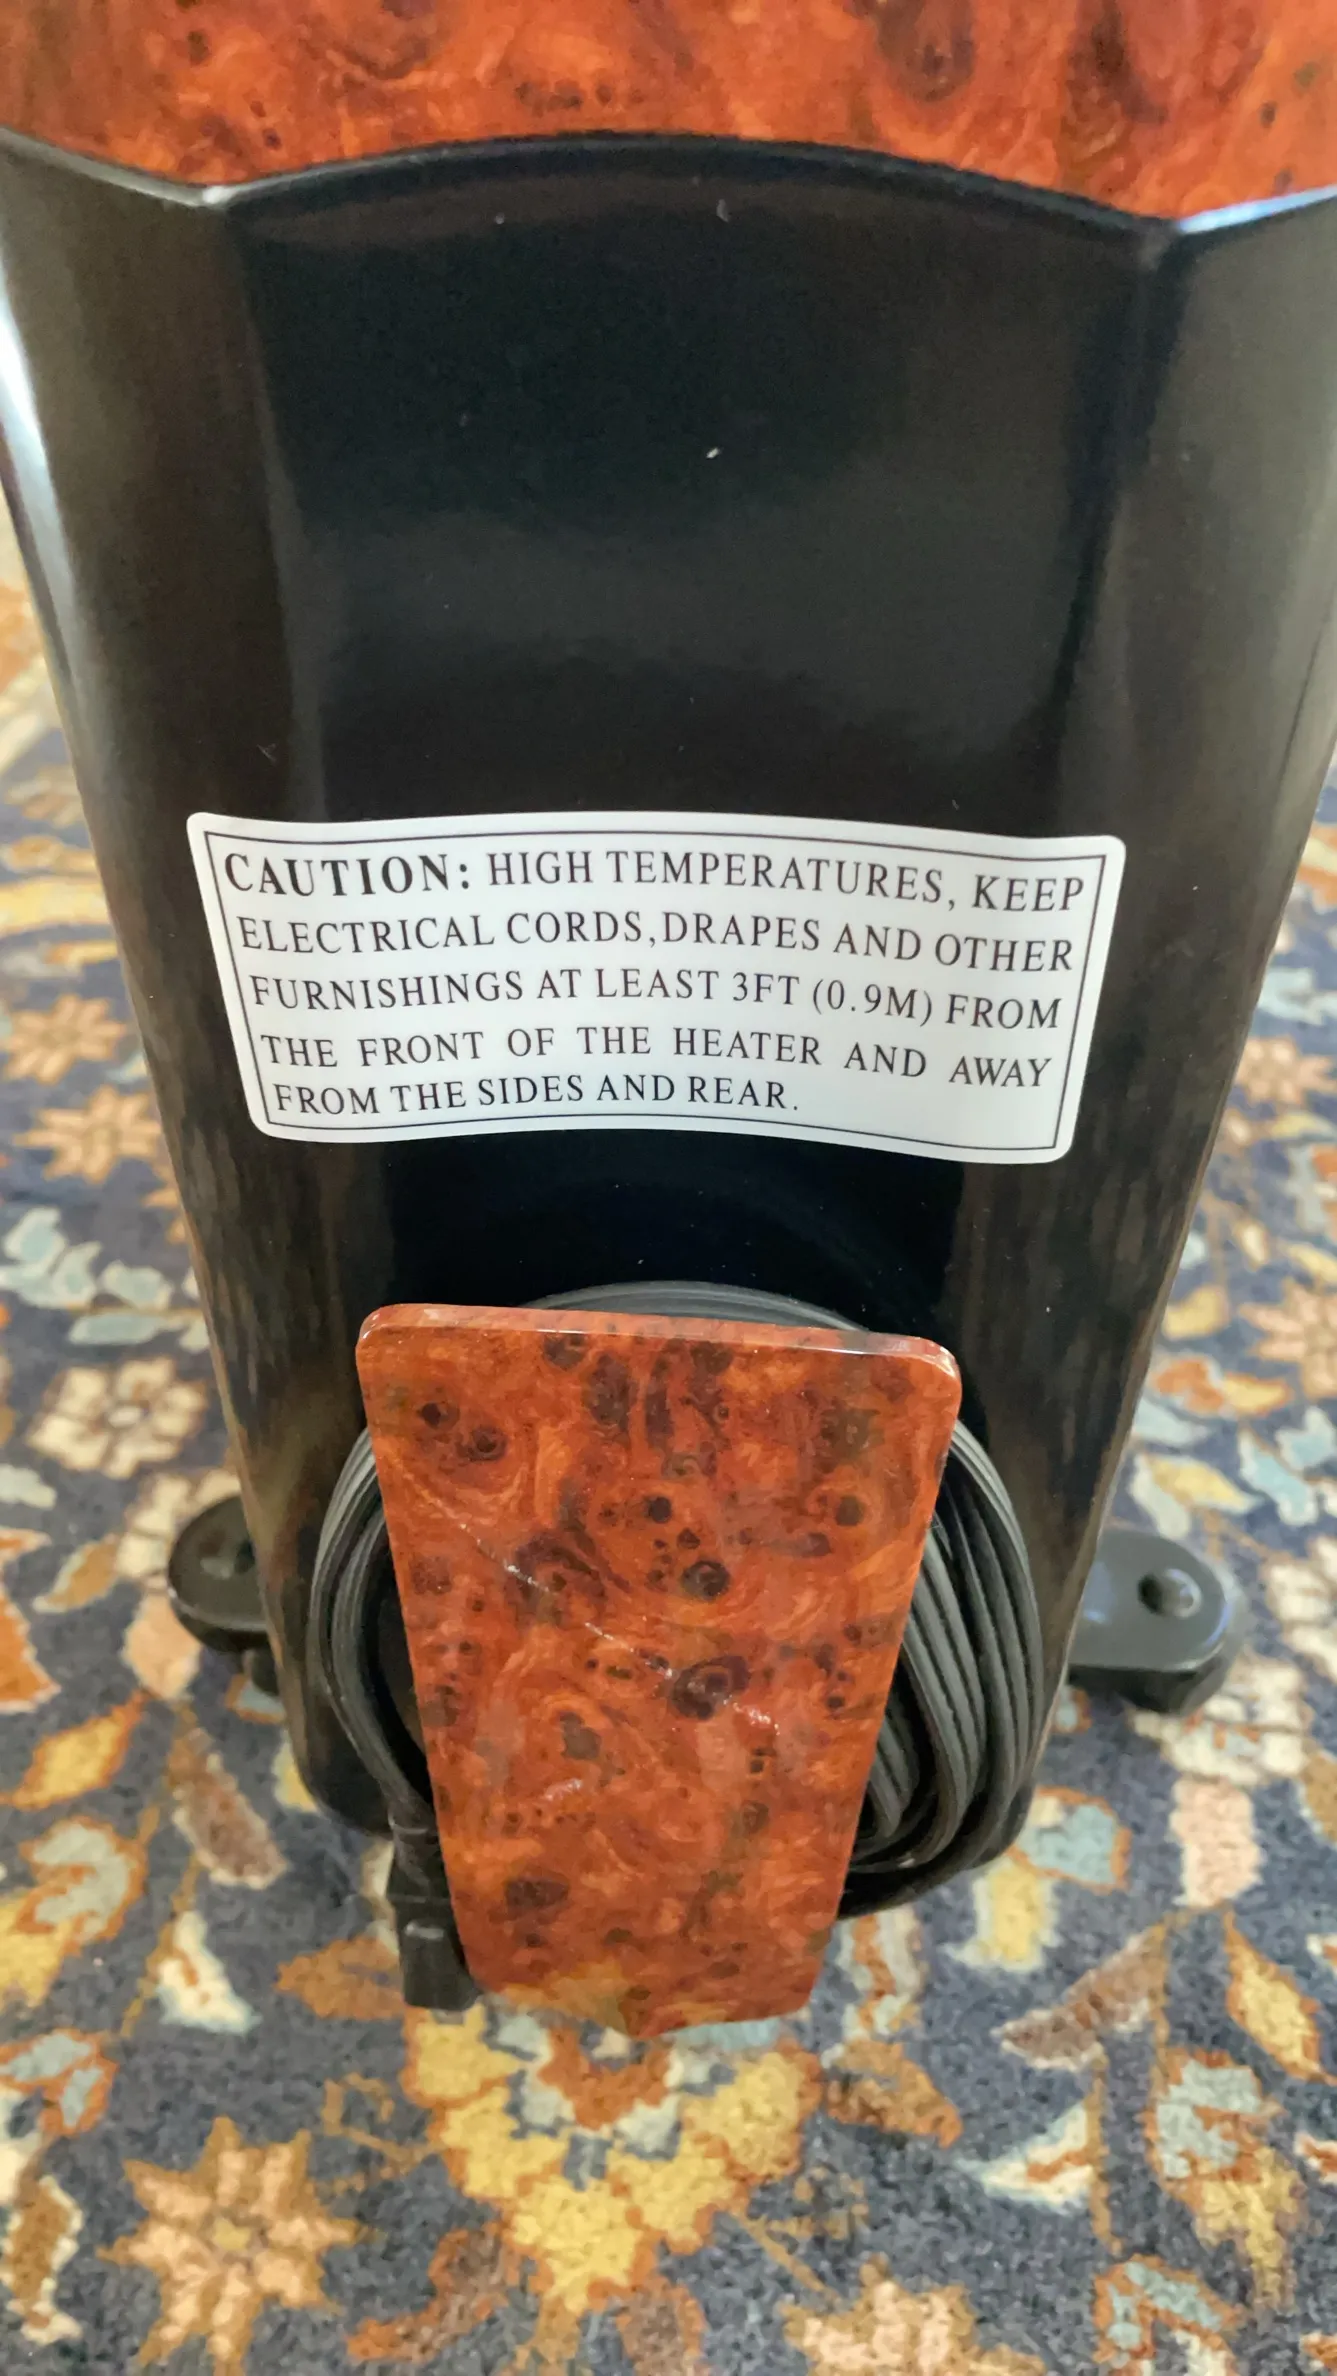 CAUTION: HIGH TEMPERATURES, KEEP
ELECTRICAL CORDS,DRAPES AND OTHER
FURNISHINGS AT LEAST 3FT (0.9M) FROM
THE FRONT OF THE HEATER AND AWAY
FROM THE SIDES AND REAR.